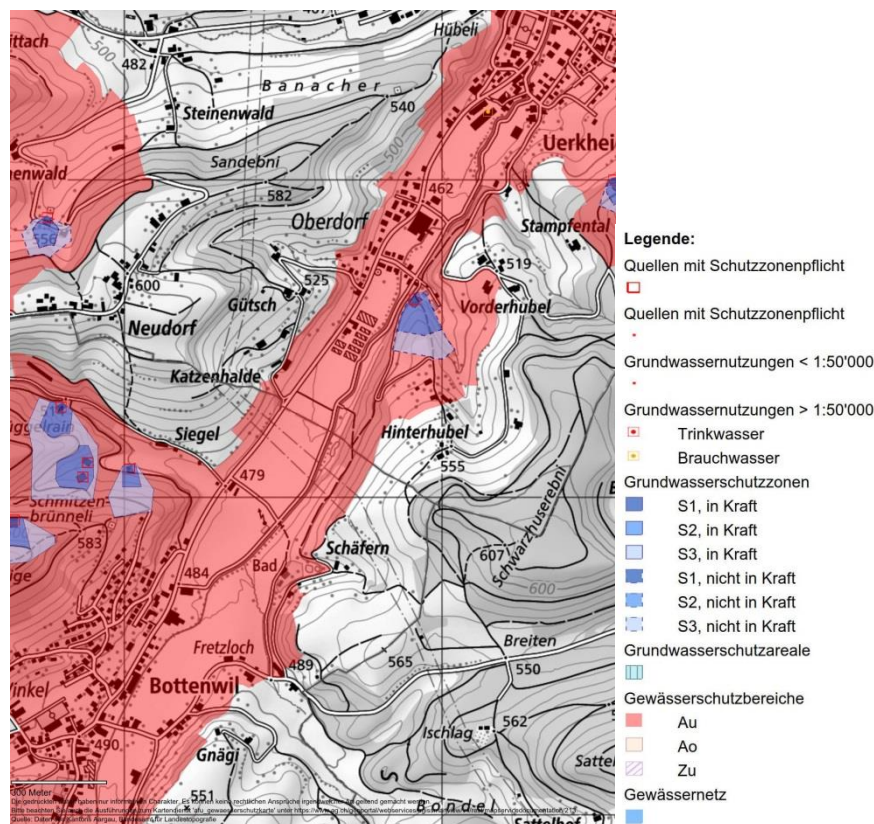 500
482
Hübeli
Banacher
540
Steinenwald
500
Uerkhei
Sandebni
582
462
Oberdorf
Stampfental
556
519
525
600
Gütsch
Vorderhubel
Neudorf
Katzenhalde
Siegel
Hinterhubel
555
479
Schmitzen-
brünneli
583
Schwarzhuserebni
Schäfern
607
600
Bad
484
Breiten
Fretzloch
489
565
550
Bottenwil
Ischlag
562
490
Gnägi
551
300 Meter
Legende:
Quellen mit Schutzzonenpflicht
Quellen mit Schutzzonenpflicht
Grundwassernutzungen < 1:50'000
Grundwassernutzungen > 1:50'000
Trinkwasser
Brauchwasser
Grundwasserschutzzonen
S1, in Kraft
S2, in Kraft
S3, in Kraft
S1, nicht in Kraft
S2, nicht in Kraft
S3, nicht in Kraft
Grundwasserschutzareale
Gewässerschutzbereiche
Au
Ao
Zu
Gewässernetz